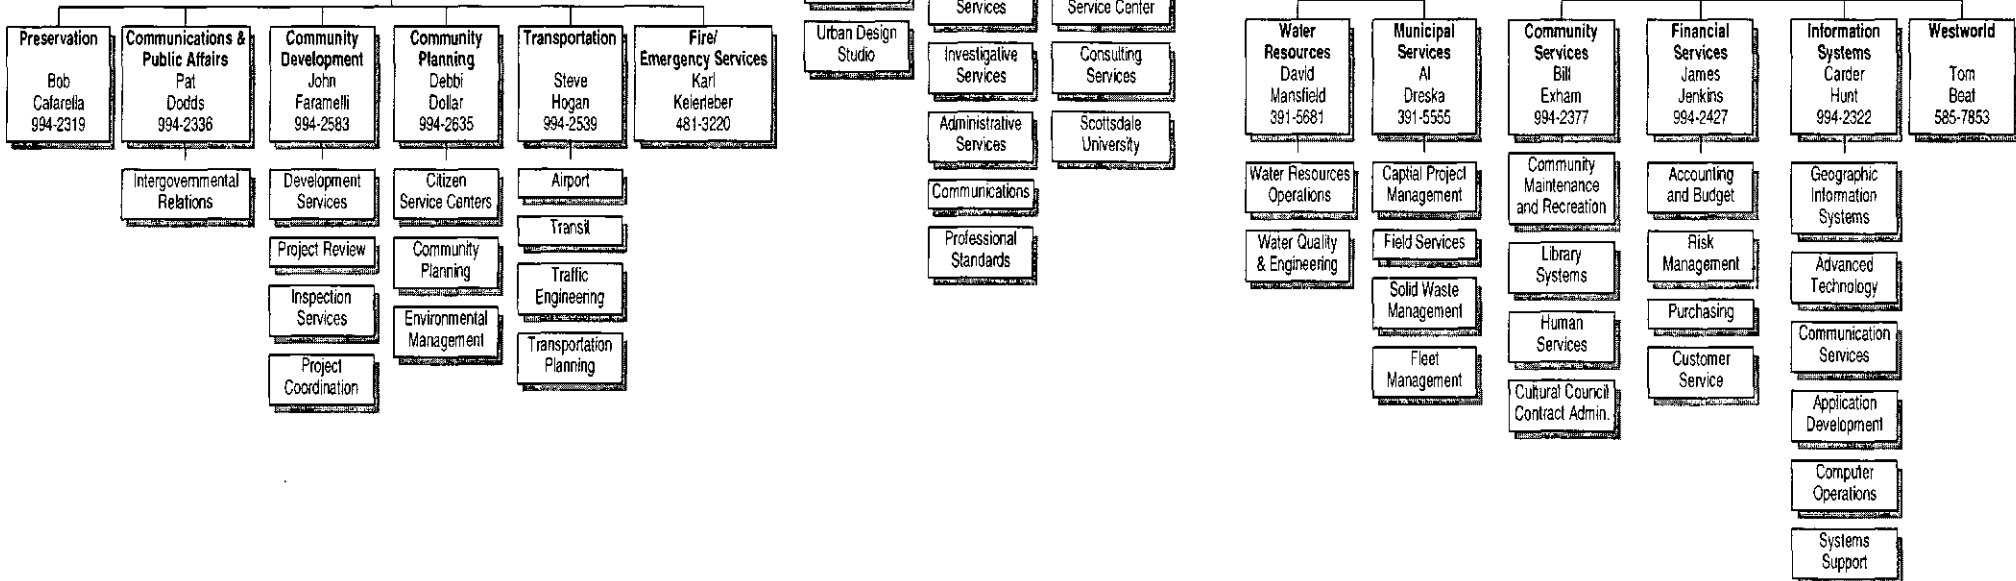 Preservation
Bob
Cafarella
994-2319
Communications &
Public Affairs
Pat
Dodds
994-2336
Intergovernmental
Relations
Community
Development
John
Faramelli
994-2583
Development
Services
Project Review
Inspection
Services
Project
Coordination
Community
Planning
Debbi
Dollar
994-2635
Citizen
Service Centers
Community
Planning
Environmental
Management
Transportation
Steve
Hogan
994-2539
Airport
Transit
Traffic
Engineering
Transportation
Planning
Fire/
Emergency Services
Karl
Keierleber
481-3220
Urban Design
Studio
Services
Investigative
Services
Administrative
Services
Communications
Professional
Standards
Service Center
Consulting
Services
Scottsdale
University
Water
Resources
David
Mansfield
391-5681
Water Resources
Operations
Water Quality
& Engineering
Municipal
Services
Al
Dreska
391-5555
Captial Project
Management
Field Services
Solid Waste
Management
Fleet
Management
Community
Services
Bill
Exham
994-2377
Community
Maintenance
and Recreation
Library
Systems
Human
Services
Cultural Council
Contract Admin.
Financial
Services
James
Jenkins
994-2427
Accounting
and Budget
Risk
Management
Purchasing
Customer
Service
Information
Systems
Carder
Hunt
994-2322
Geographic
Information
Systems
Advanced
Technology
Communication
Services
Application
Development
Computer
Operations
Systems
Support
Westworld
Tom
Beat
585-7853